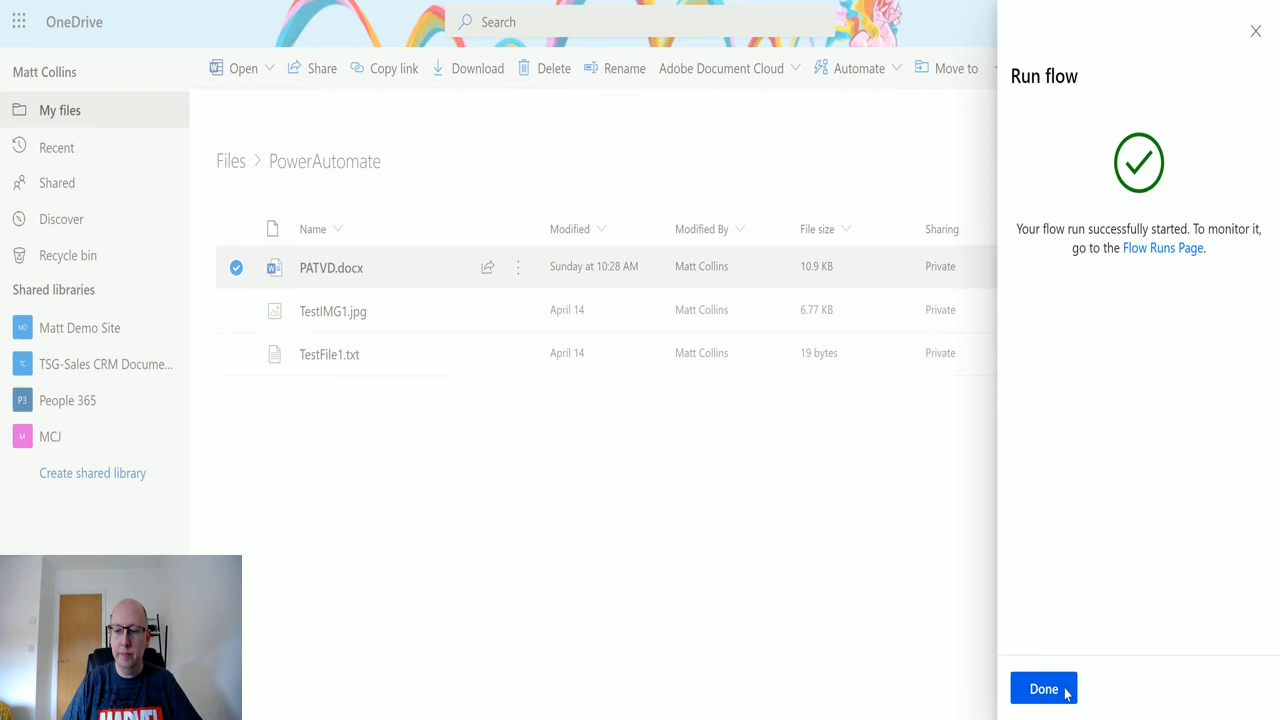 OneDrive
Search
Matt Collins
My files
Recent
Shared
Discover
Recycle bin
Shared libraries
MD Matt Demo Site
TC TSG-Sales CRM Docume...
P3 People 365
M MCJ
Create shared library
Open Share Copy link Download Delete Rename Adobe Document Cloud Automate Move to
Files > PowerAutomate
Name Modified Modified By File size Sharing
PATVD.docx Sunday at 10:28 AM Matt Collins 10.9 KB Private
TestIMG1.jpg April 14 Matt Collins 6.77 KB Private
TestFile1.txt April 14 Matt Collins 19 bytes Private
Run flow
Your flow run successfully started. To monitor it,
go to the Flow Runs Page.
Done
MARVEL